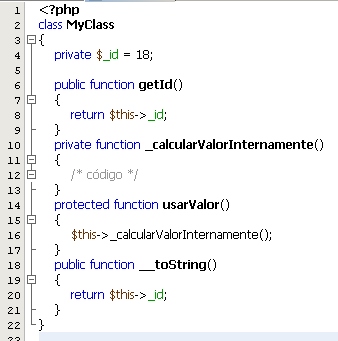 1 <?php
2 class MyClass
3 {
4 private $_id = 18;
5
6 public function getId()
7 {
8 return $this->_id;
9 }
10 private function _calcularValorInternamente()
11 {
12 /* código */
13 }
14 protected function usarValor()
15 {
16 $this->_calcularValorInternamente();
17 }
18 public function __toString()
19 {
20 return $this->_id;
21 }
22 }
23